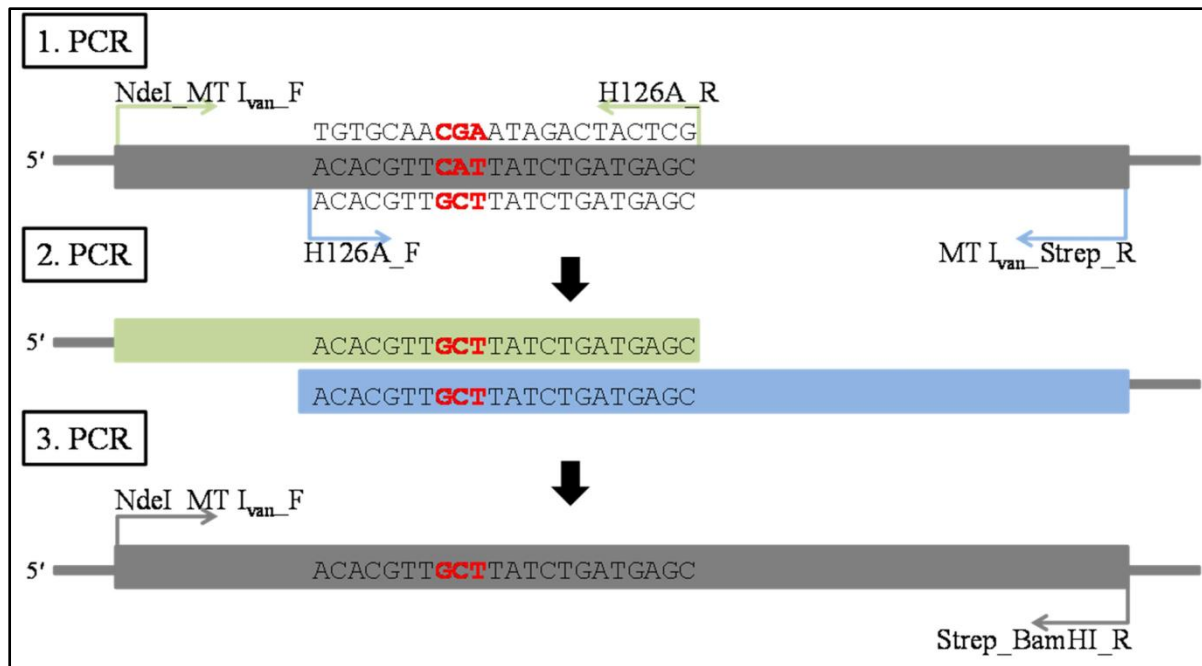 1. PCR
NdeI_MT Ivan_F
H126A_R
TGTGCAACGAATAGACTACTCG
5′
ACACGTTCATTATCTGATGAGC
ACACGTTGCTTATCTGATGAGC
H126A_F
MT Ivan_Strep_R
2. PCR
5′
ACACGTTGCTTATCTGATGAGC
ACACGTTGCTTATCTGATGAGC
3. PCR
NdeI_MT Ivan_F
5′
ACACGTTGCTTATCTGATGAGC
Strep_BamHI_R